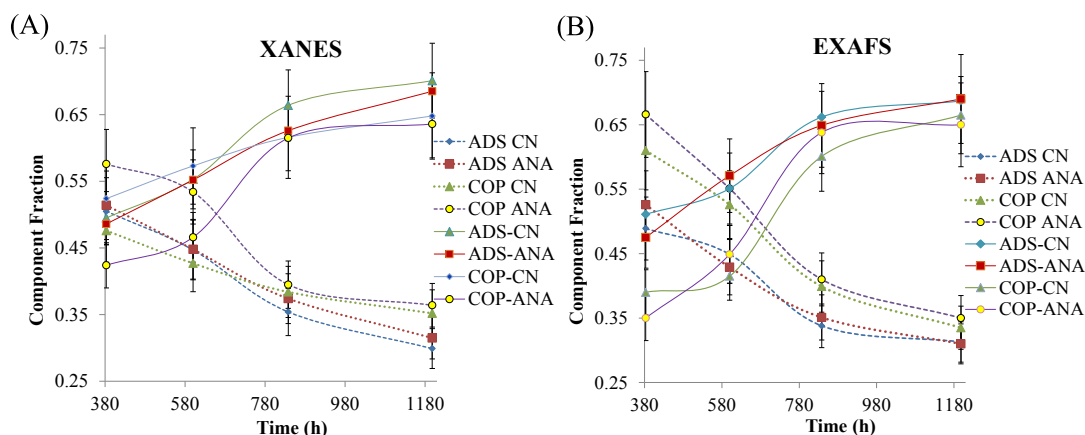 (A)
XANES
0.75
0.65
0.55
0.45
0.35
0.25
Component Fraction
380 580 780 980 1180
Time (h)
ADS CN
ADS ANA
COP CN
COP ANA
ADS-CN
ADS-ANA
COP-CN
COP-ANA
(B)
EXAFS
0.75
0.65
0.55
0.45
0.35
0.25
Component Fraction
380 580 780 980 1180
Time (h)
ADS CN
ADS ANA
COP CN
COP ANA
ADS-CN
ADS-ANA
COP-CN
COP-ANA